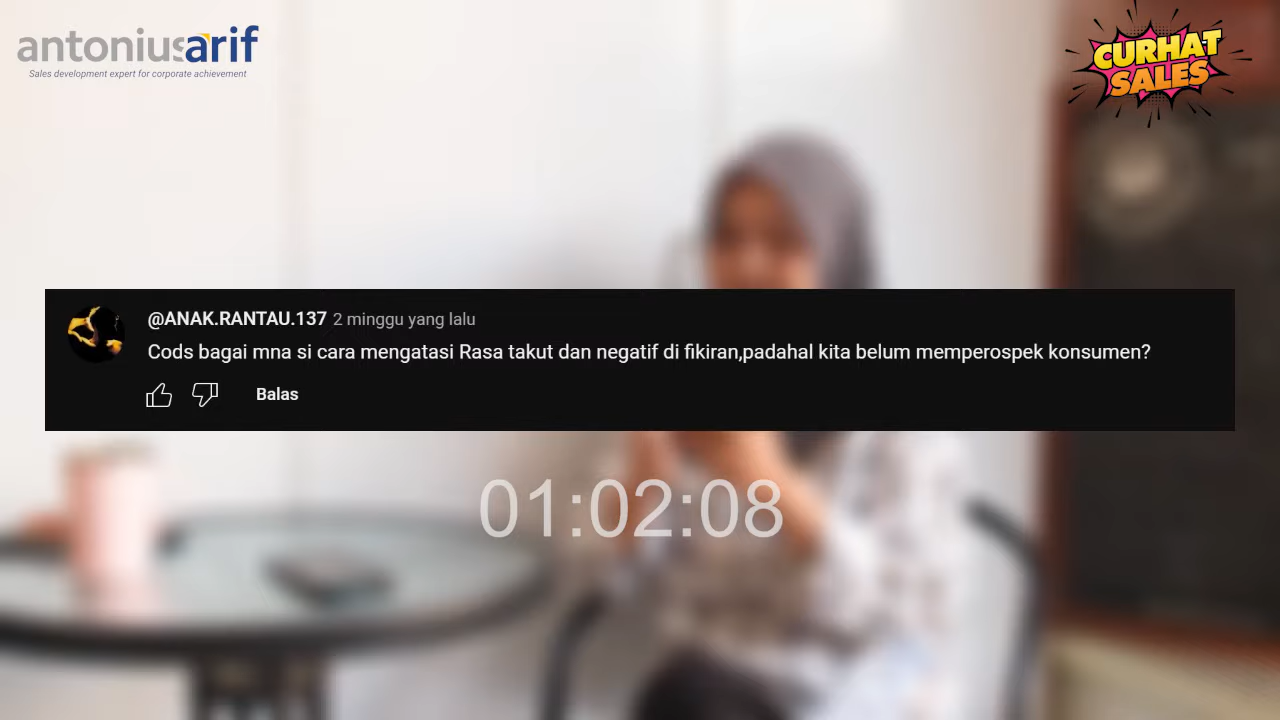 antoniusarif
Sales development expert for corporate achievement
CURHAT
SALES
@ANAK.RANTAU.137 2 minggu yang lalu
Cods bagai mna si cara mengatasi Rasa takut dan negatif di fikiran,padahal kita belum memperospek konsumen?
Balas
01:02:08